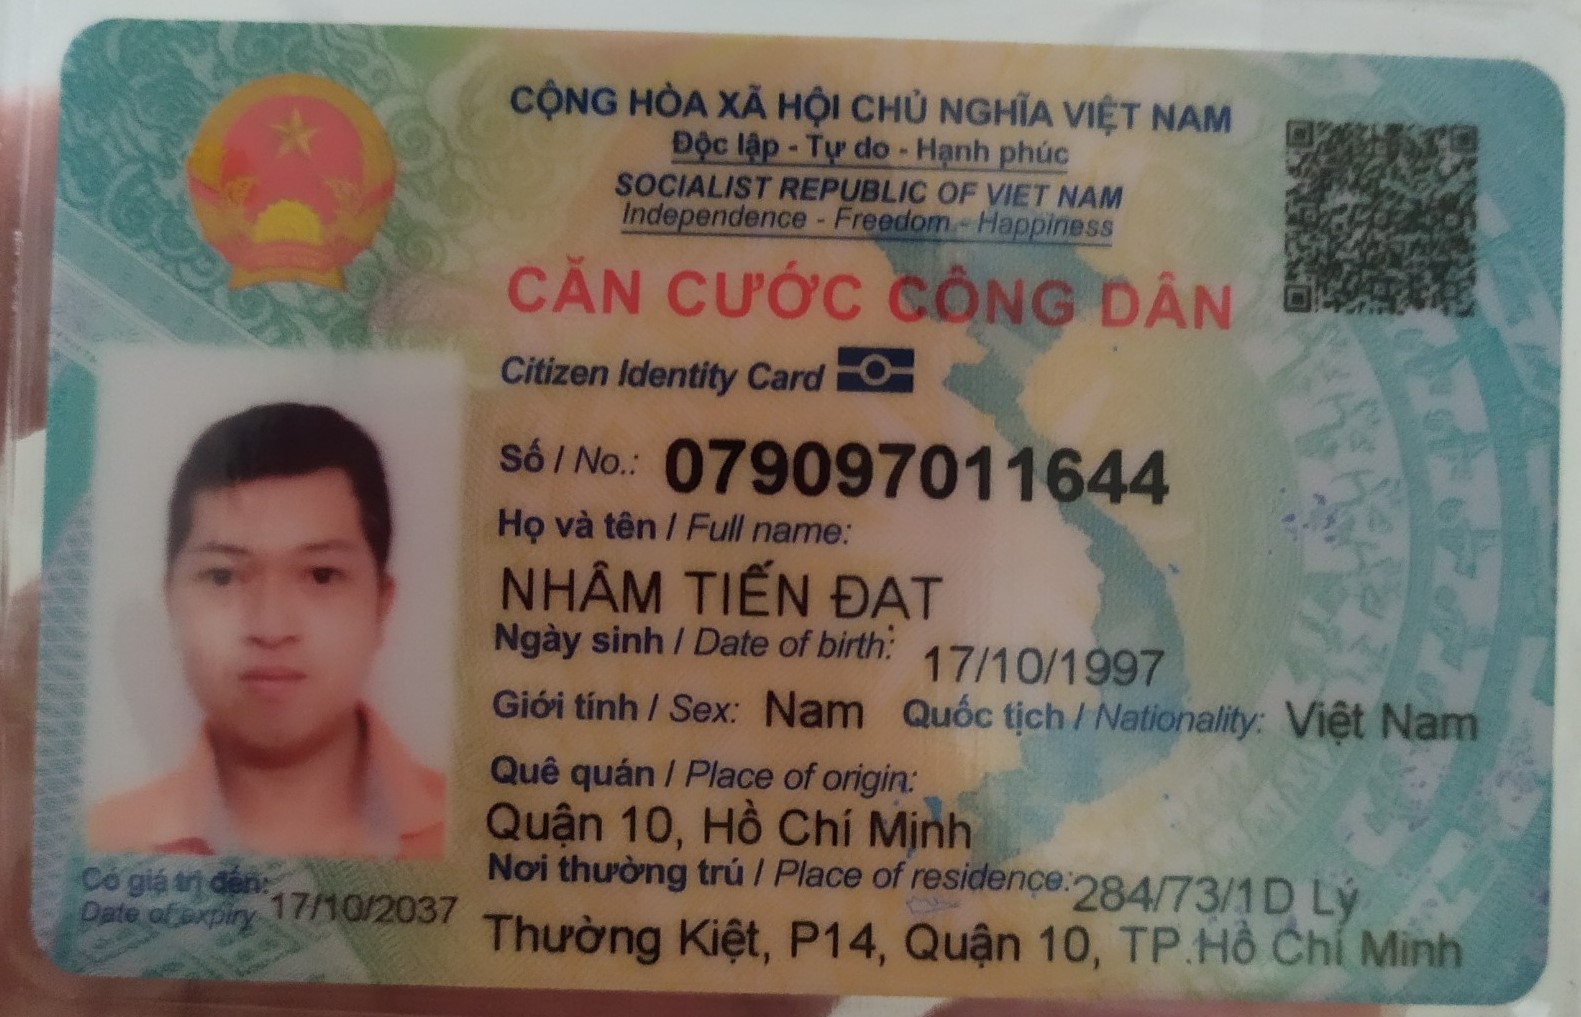 CỘNG HÒA XÃ HỘI CHỦ NGHĨA VIỆT NAM
Độc lập - Tự do - Hạnh phúc
SOCIALIST REPUBLIC OF VIET NAM
Independence - Freedom - Happiness
CĂN CƯỚC CÔNG DÂN
Citizen Identity Card
Số / No.: 079097011644
Họ và tên / Full name:
NHÂM TIẾN ĐẠT
Ngày sinh / Date of birth: 17/10/1997
Giới tính / Sex: Nam Quốc tịch / Nationality: Việt Nam
Quê quán / Place of origin:
Quận 10, Hồ Chí Minh
Nơi thường trú / Place of residence: 284/73/1D Lý
Thường Kiệt, P14, Quận 10, TP.Hồ Chí Minh
Có giá trị đến: 17/10/2037
Date of expiry